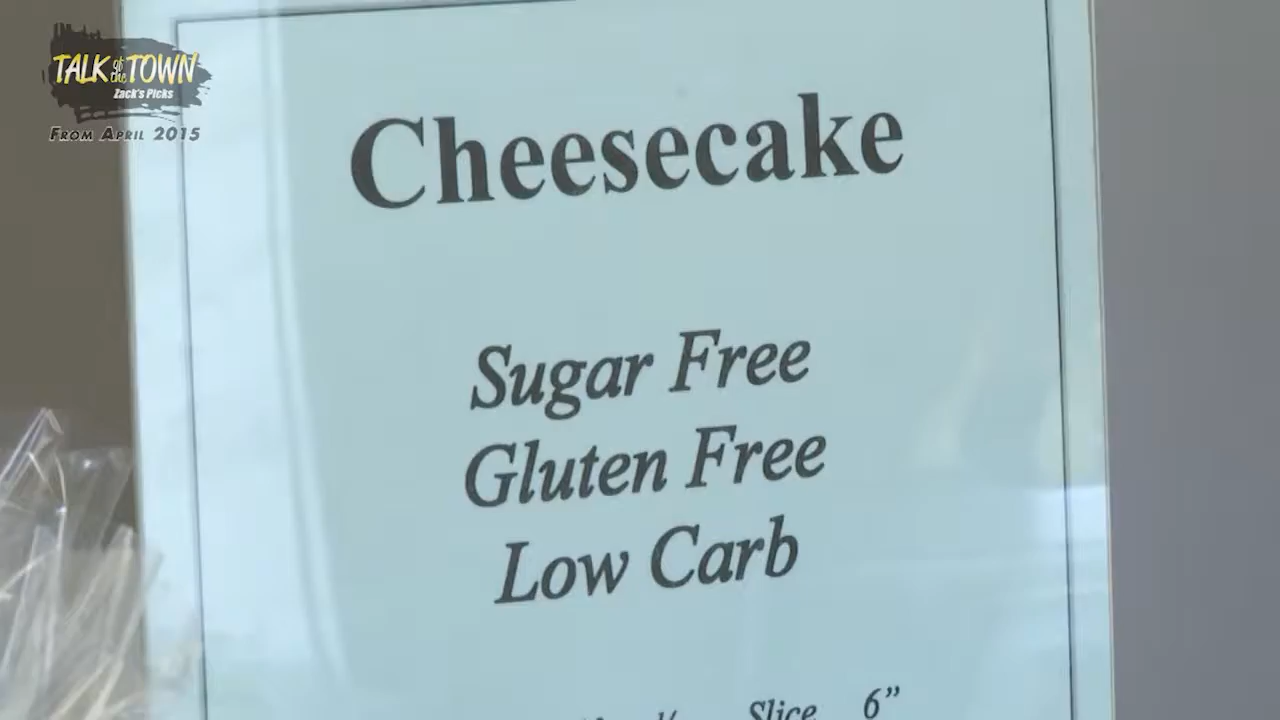 TALK of the TOWN
Zack's Picks
From April 2015
Cheesecake
Sugar Free
Gluten Free
Low Carb
Slice 6”